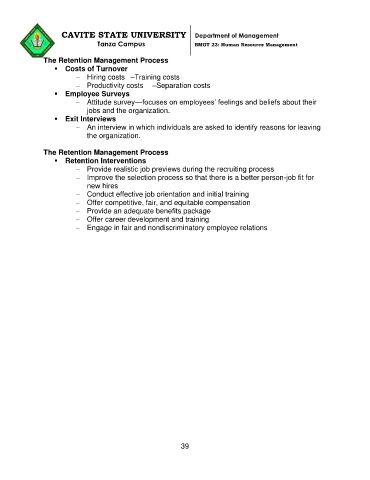 CAVITE STATE UNIVERSITY
Tanza Campus
Department of Management
BMGT 23: Human Resource Management
The Retention Management Process
▪ Costs of Turnover
– Hiring costs –Training costs
– Productivity costs –Separation costs
▪ Employee Surveys
– Attitude survey—focuses on employees' feelings and beliefs about their
jobs and the organization.
▪ Exit Interviews
– An interview in which individuals are asked to identify reasons for leaving
the organization.
The Retention Management Process
▪ Retention Interventions
– Provide realistic job previews during the recruiting process
– Improve the selection process so that there is a better person-job fit for
new hires
– Conduct effective job orientation and initial training
– Offer competitive, fair, and equitable compensation
– Provide an adequate benefits package
– Offer career development and training
– Engage in fair and nondiscriminatory employee relations
39